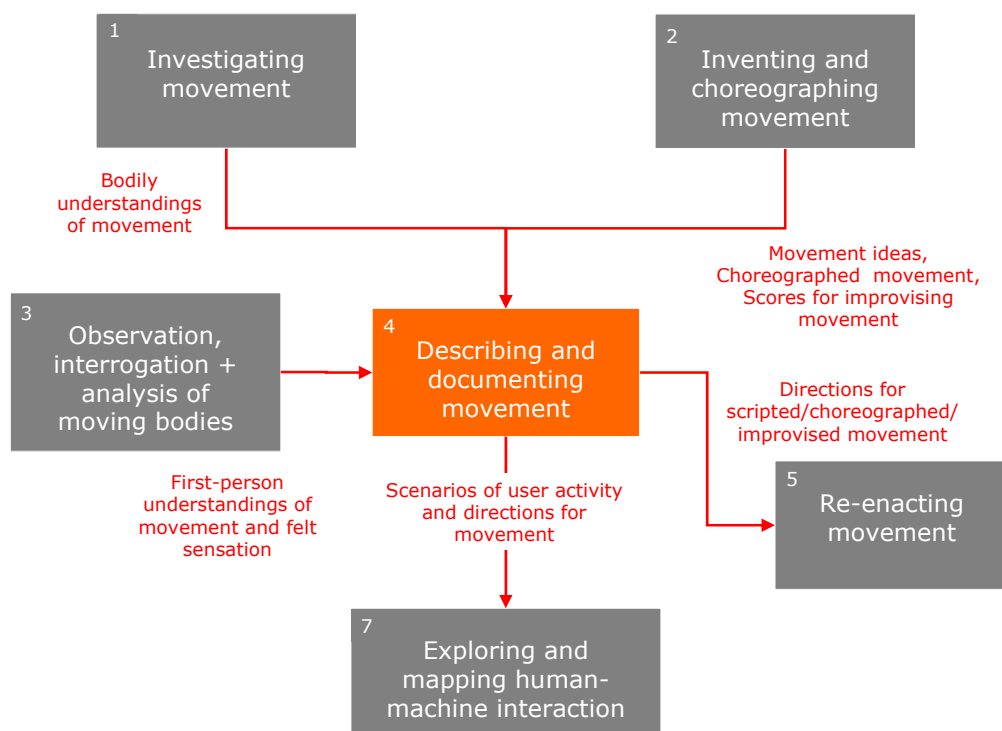 1
Investigating
movement
2
Inventing and
choreographing
movement
Bodily
understandings
of movement
Movement ideas,
Choreographed movement,
Scores for improvising
movement
3
Observation,
interrogation +
analysis of
moving bodies
4
Describing and
documenting
movement
Directions for
scripted/choreographed/
improvised movement
First-person
understandings of
movement and felt
sensation
Scenarios of user activity
and directions for
movement
5
Re-enacting
movement
7
Exploring and
mapping human-
machine interaction